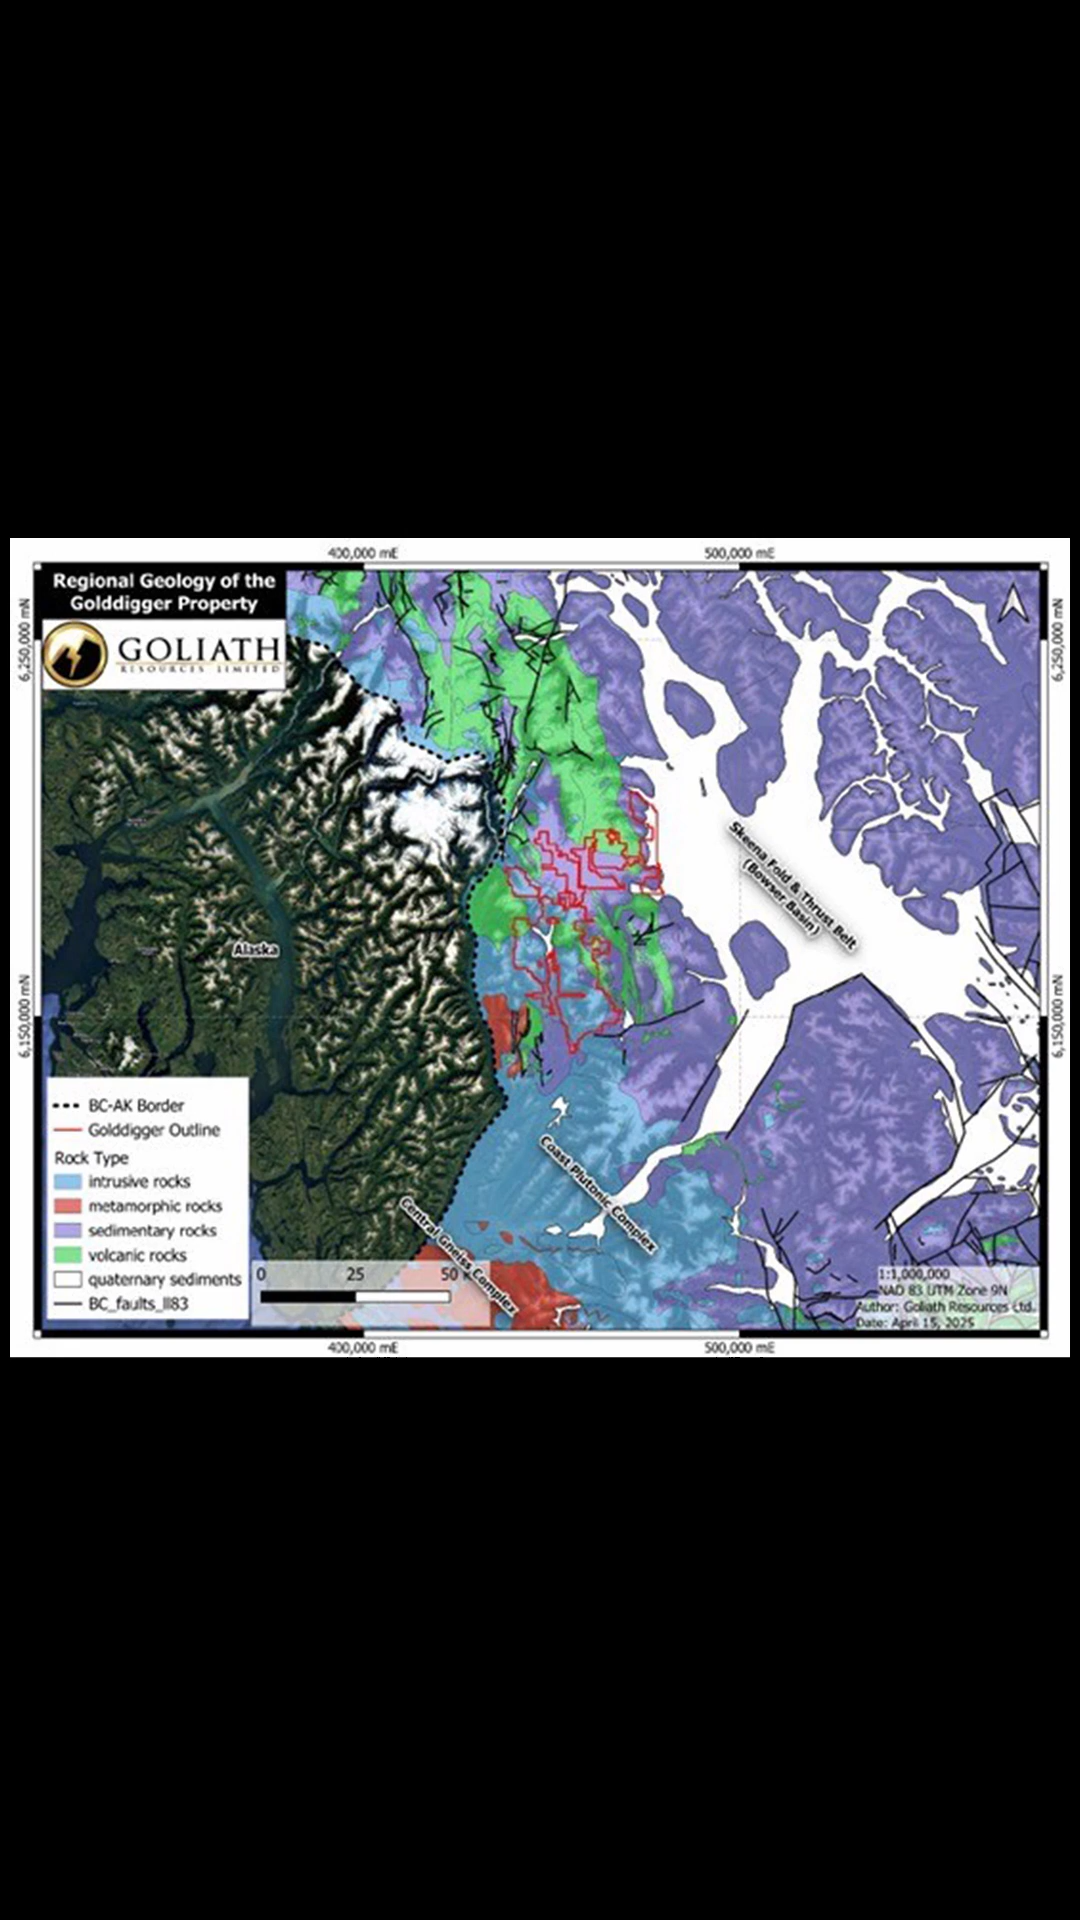 400,000 mE
500,000 mE
Regional Geology of the
Golddigger Property
GOLIATH
RESOURCES LIMITED
6,250,000 mN
6,250,000 mN
Skeena Fold & Thrust Belt
(Bowser Basin)
Alaska
6,150,000 mN
6,150,000 mN
BC-AK Border
Golddigger Outline
Rock Type
intrusive rocks
metamorphic rocks
sedimentary rocks
volcanic rocks
quaternary sediments
BC_faults_ll83
Coast Plutonic Complex
Central Gneiss Complex
0 25 50
1:1,000,000
NAD 83 UTM Zone 9N
Author: Goliath Resources Ltd.
Date: April 15, 2025
400,000 mE
500,000 mE